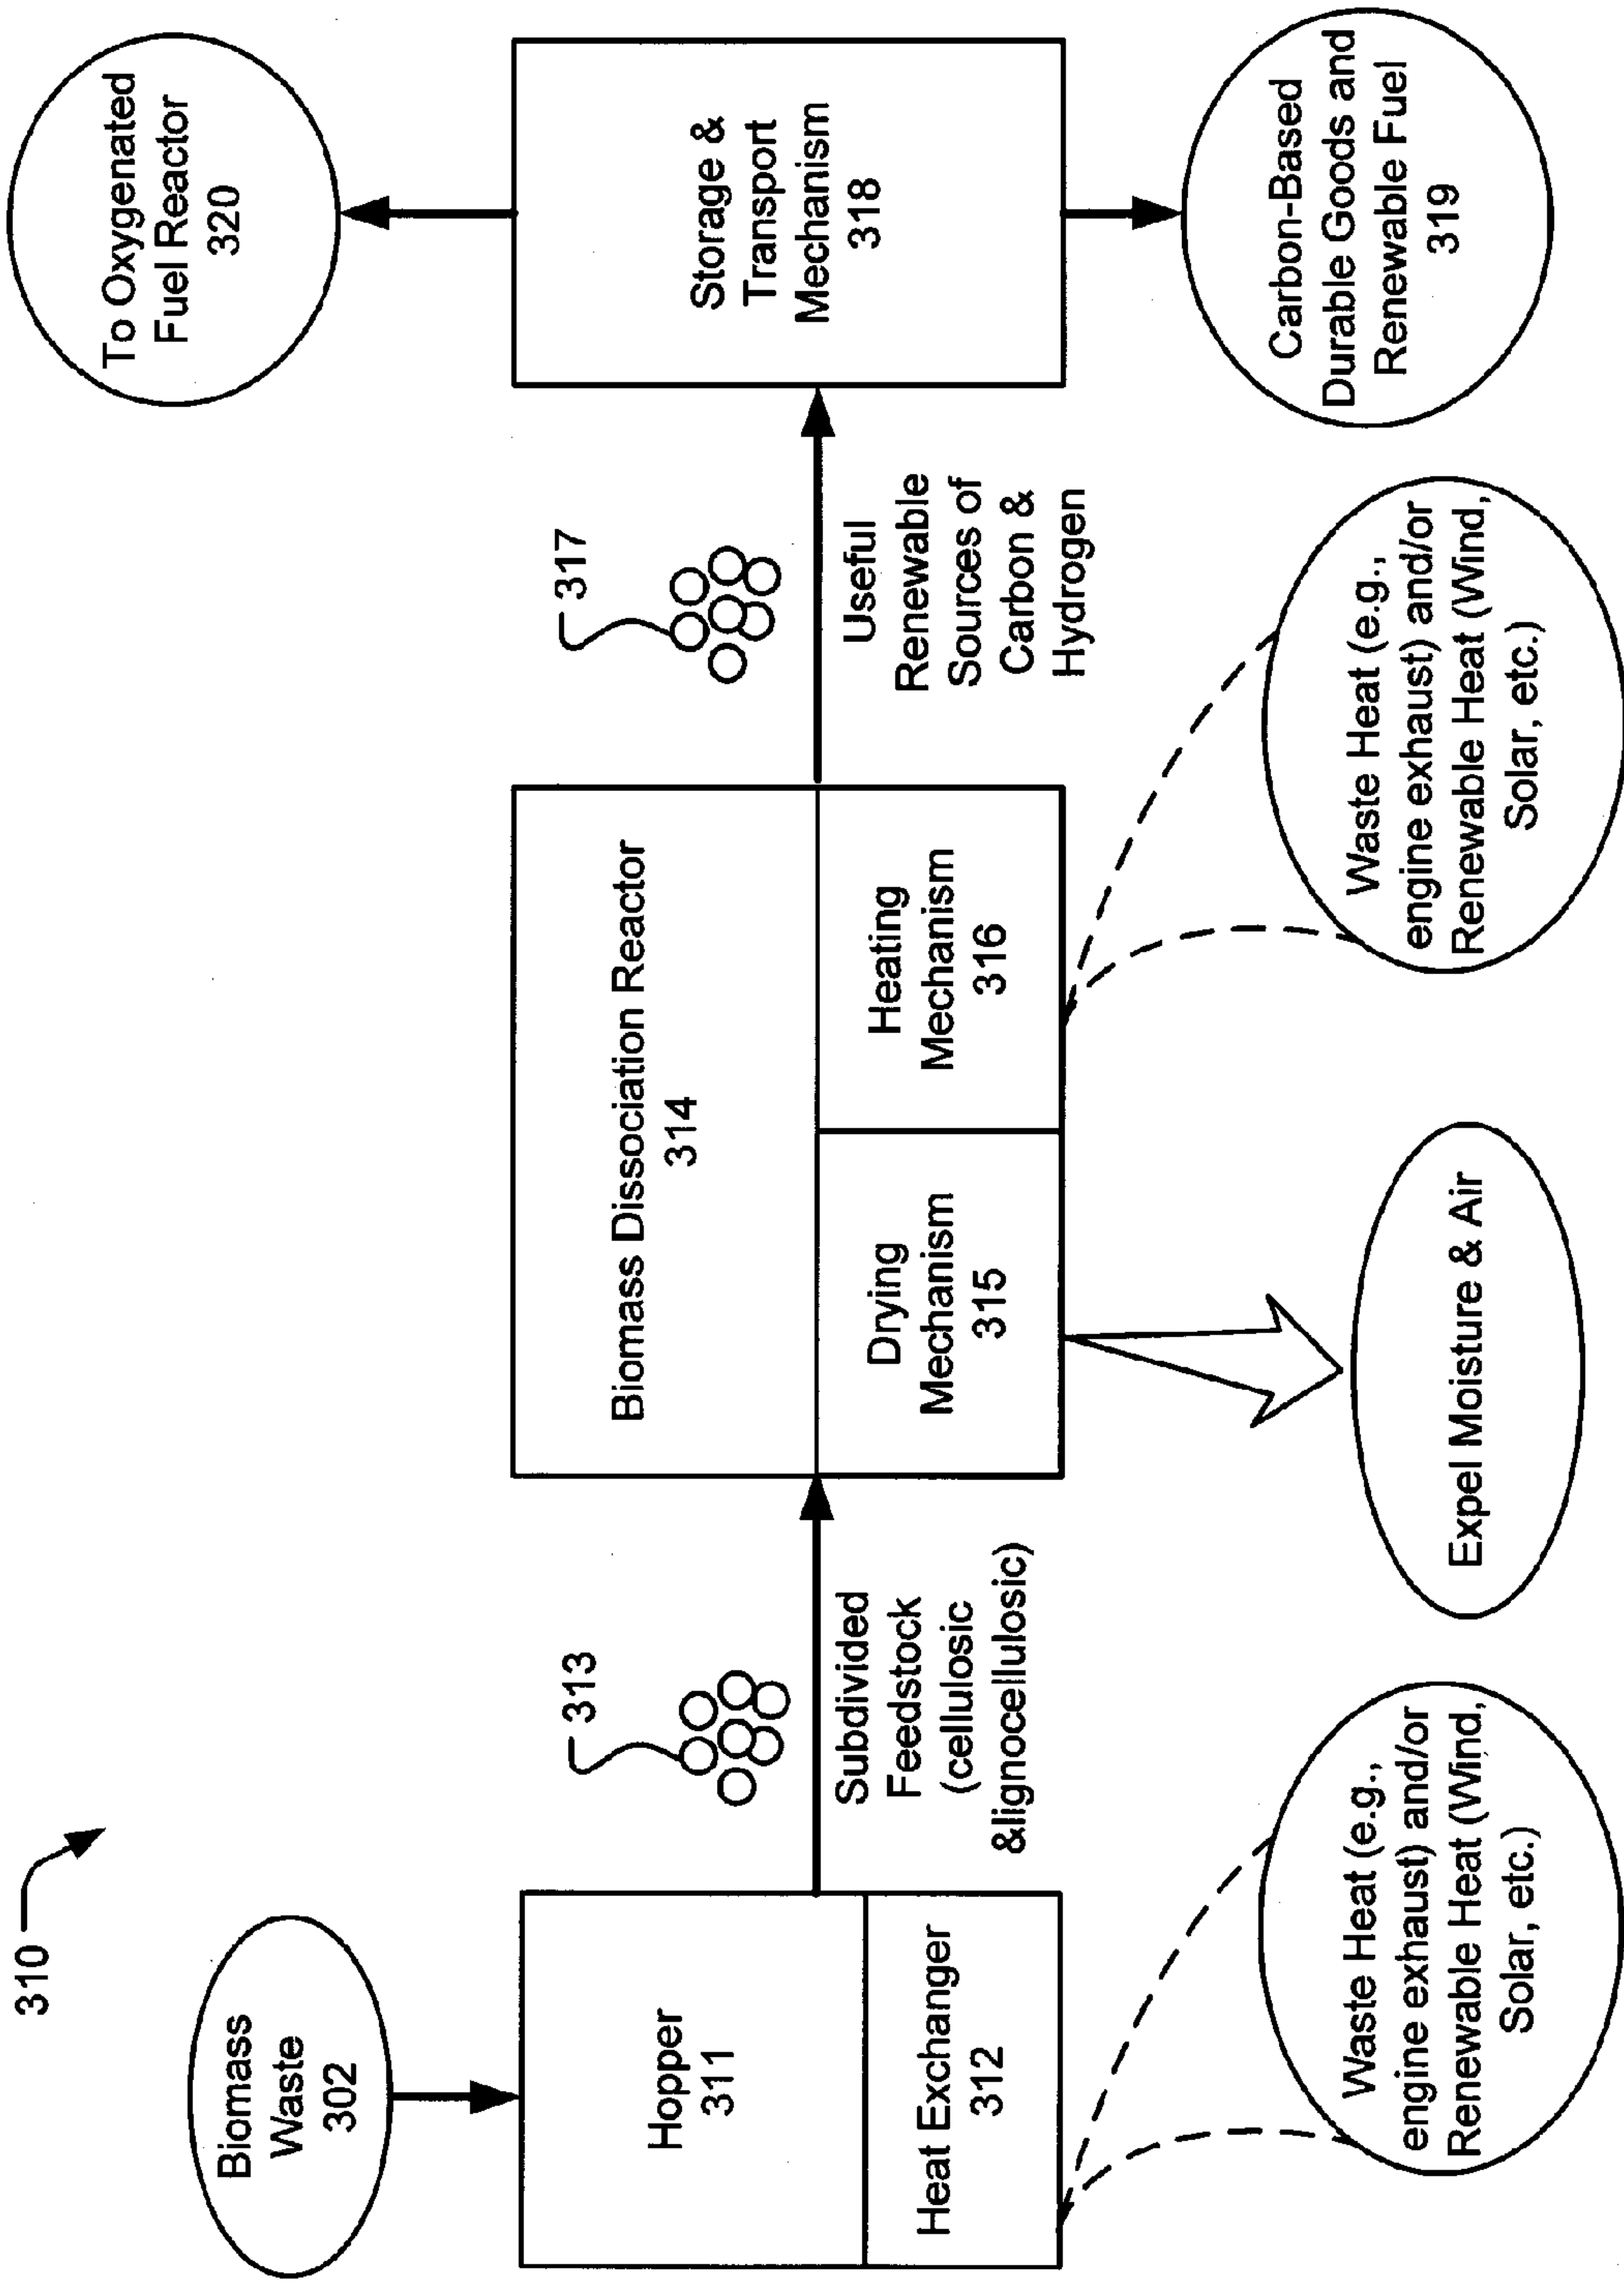 310
Biomass
Waste
302
Hopper
311
Heat Exchanger
312
Waste Heat (e.g.,
engine exhaust) and/or
Renewable Heat (Wind,
Solar, etc.)
313
Subdivided
Feedstock
(cellulosic
&lignocellulosic)
Biomass Dissociation Reactor
314
Drying
Mechanism
315
Heating
Mechanism
316
Expel Moisture & Air
Waste Heat (e.g.,
engine exhaust) and/or
Renewable Heat (Wind,
Solar, etc.)
317
Useful
Renewable
Sources of
Carbon &
Hydrogen
To Oxygenated
Fuel Reactor
320
Storage &
Transport
Mechanism
318
Carbon-Based
Durable Goods and
Renewable Fuel
319